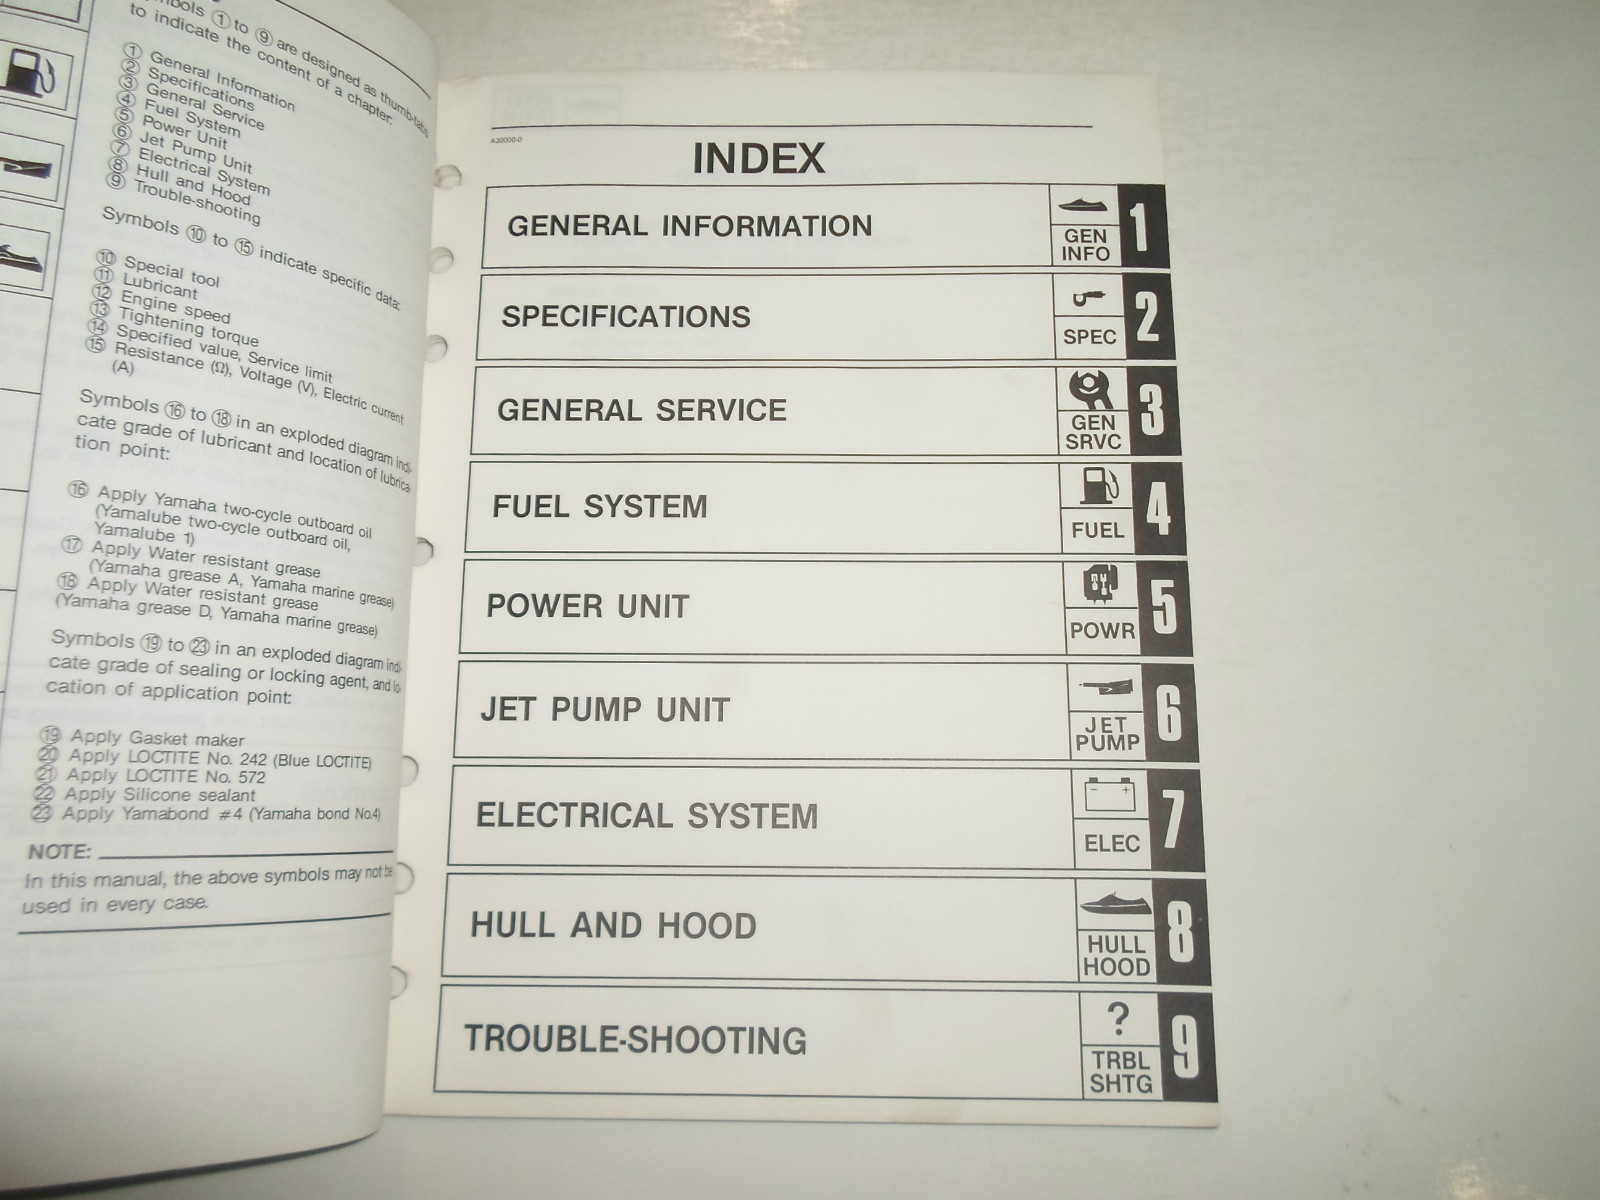 bols ① to ⑨ are designed as thumb-tabs
to indicate the content of a chapter:
① General Information
② Specifications
③ General Service
④ Fuel System
⑤ Power Unit
⑥ Jet Pump Unit
⑦ Electrical System
⑧ Hull and Hood
⑨ Trouble-shooting
Symbols ⑩ to ⑮ indicate specific data:
⑩ Special tool
⑪ Lubricant
⑫ Engine speed
⑬ Tightening torque
⑭ Specified value, Service limit
⑮ Resistance (Ω), Voltage (V), Electric current
(A)
Symbols ⑯ to ⑱ in an exploded diagram indi-
cate grade of lubricant and location of lubrica-
tion point:
⑯ Apply Yamaha two-cycle outboard oil
(Yamalube two-cycle outboard oil,
Yamalube 1)
⑰ Apply Water resistant grease
(Yamaha grease A, Yamaha marine grease)
⑱ Apply Water resistant grease
(Yamaha grease D, Yamaha marine grease)
Symbols ⑲ to ㉓ in an exploded diagram indi-
cate grade of sealing or locking agent, and lo-
cation of application point:
⑲ Apply Gasket maker
⑳ Apply LOCTITE No. 242 (Blue LOCTITE)
㉑ Apply LOCTITE No. 572
㉒ Apply Silicone sealant
㉓ Apply Yamabond #4 (Yamaha bond No.4)
NOTE:
In this manual, the above symbols may not be
used in every case.
A30000-0
INDEX
GENERAL INFORMATION
GEN
INFO
1
SPECIFICATIONS
SPEC
2
GENERAL SERVICE
GEN
SRVC
3
FUEL SYSTEM
FUEL
4
POWER UNIT
POWR
5
JET PUMP UNIT
JET
PUMP
6
ELECTRICAL SYSTEM
- +
ELEC
7
HULL AND HOOD
HULL
HOOD
8
TROUBLE-SHOOTING
?
TRBL
SHTG
9